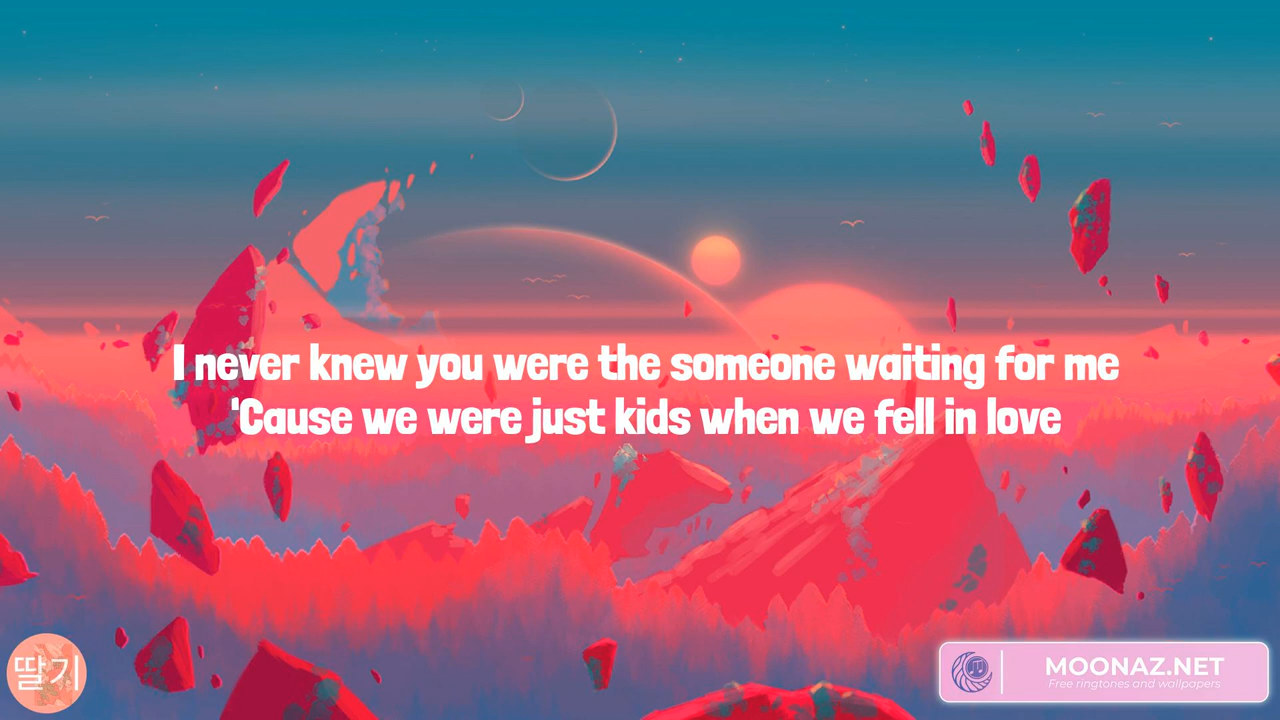 I never knew you were the someone waiting for me
'Cause we were just kids when we fell in love
딸기
MOONAZ.NET
Free ringtones and wallpapers